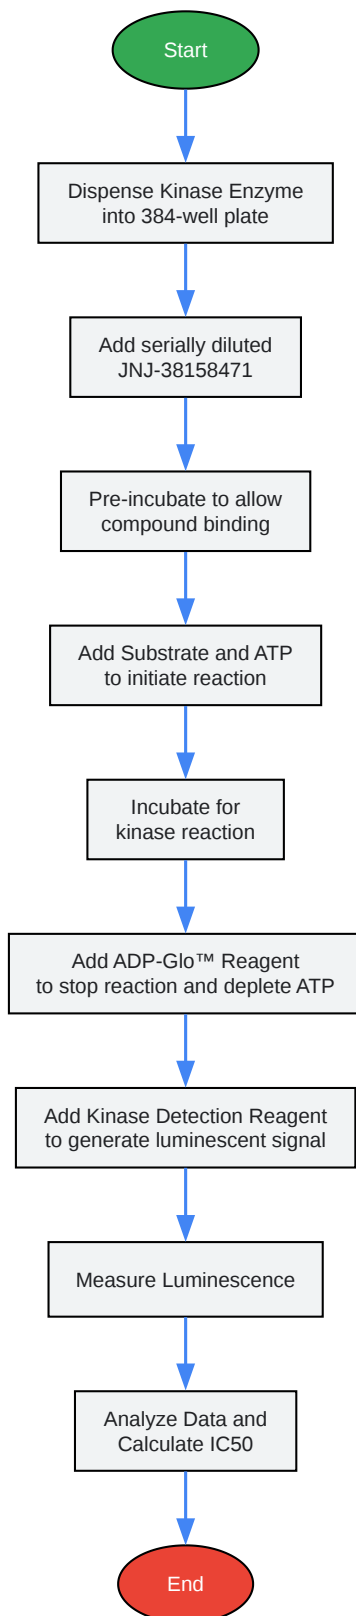 Start
Dispense Kinase Enzyme
into 384-well plate
Add serially diluted
JNJ-38158471
Pre-incubate to allow
compound binding
Add Substrate and ATP
to initiate reaction
Incubate for
kinase reaction
Add ADP-Glo™ Reagent
to stop reaction and deplete ATP
Add Kinase Detection Reagent
to generate luminescent signal
Measure Luminescence
Analyze Data and
Calculate IC50
End